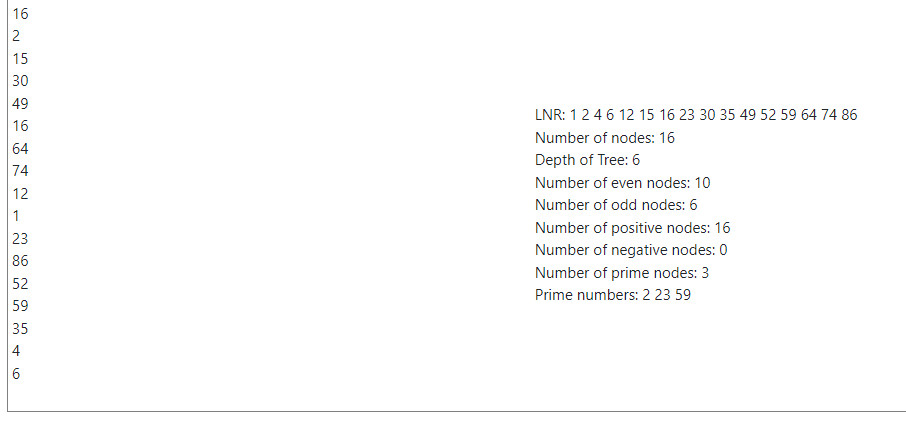 16
2
15
30
49
16
64
74
12
1
23
86
52
59
35
4
6
LNR: 1 2 4 6 12 15 16 23 30 35 49 52 59 64 74 86
Number of nodes: 16
Depth of Tree: 6
Number of even nodes: 10
Number of odd nodes: 6
Number of positive nodes: 16
Number of negative nodes: 0
Number of prime nodes: 3
Prime numbers: 2 23 59